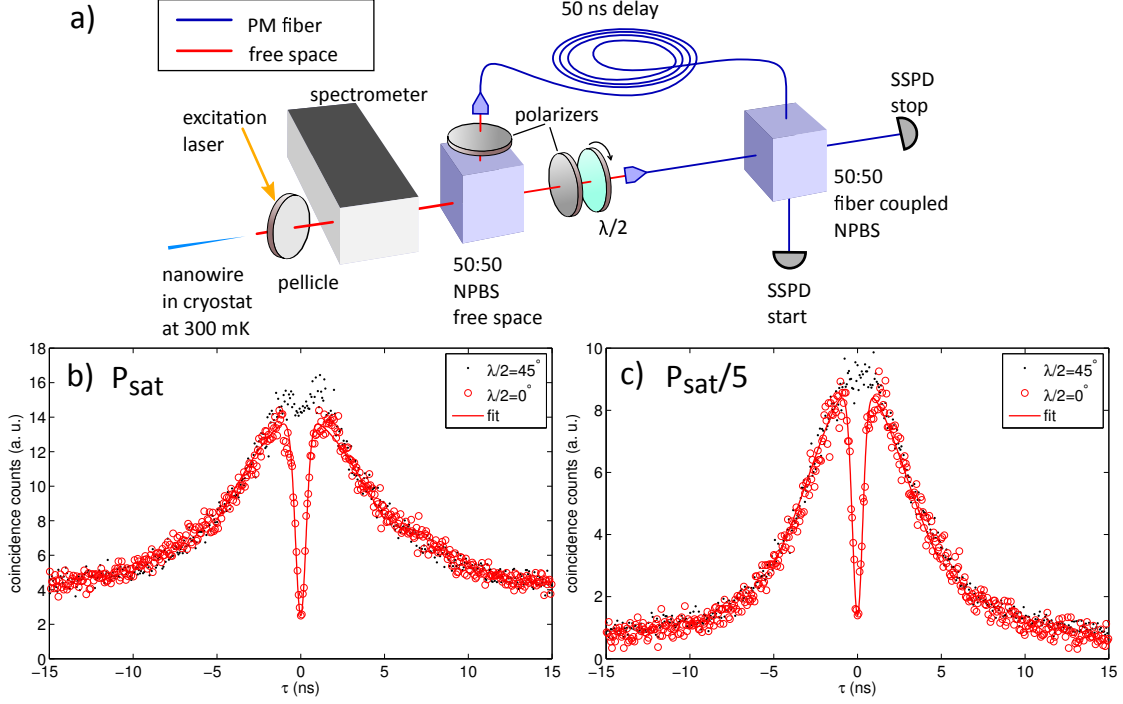 a)
PM fiber
free space
50 ns delay
spectrometer
excitation
laser
polarizers
SSPD
stop
λ/2
50:50
fiber coupled
NPBS
nanowire
in cryostat
at 300 mK
pellicle
50:50
NPBS
free space
SSPD
start
b) Psat
λ/2=45°
λ/2=0°
fit
18
16
14
12
10
8
6
4
2
0
coincidence counts (a. u.)
−15 −10 −5 0 5 10 15
τ (ns)
c) Psat/5
λ/2=45°
λ/2=0°
fit
10
8
6
4
2
0
coincidence counts (a. u.)
−15 −10 −5 0 5 10 15
τ (ns)